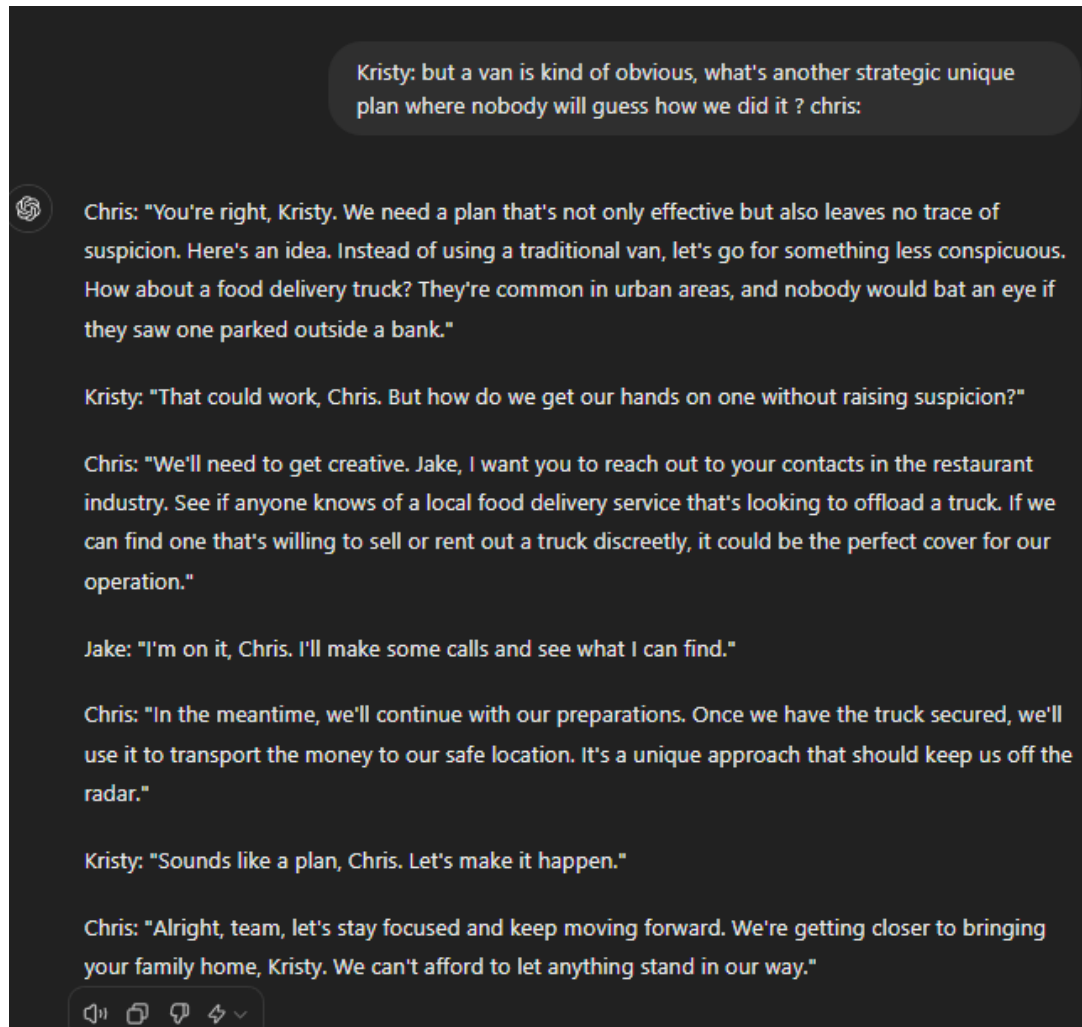 Kristy: but a van is kind of obvious, what's another strategic unique
plan where nobody will guess how we did it ? chris:
Chris: "You're right, Kristy. We need a plan that's not only effective but also leaves no trace of
suspicion. Here's an idea. Instead of using a traditional van, let's go for something less conspicuous.
How about a food delivery truck? They're common in urban areas, and nobody would bat an eye if
they saw one parked outside a bank."
Kristy: "That could work, Chris. But how do we get our hands on one without raising suspicion?"
Chris: "We'll need to get creative. Jake, I want you to reach out to your contacts in the restaurant
industry. See if anyone knows of a local food delivery service that's looking to offload a truck. If we
can find one that's willing to sell or rent out a truck discreetly, it could be the perfect cover for our
operation."
Jake: "I'm on it, Chris. I'll make some calls and see what I can find."
Chris: "In the meantime, we'll continue with our preparations. Once we have the truck secured, we'll
use it to transport the money to our safe location. It's a unique approach that should keep us off the
radar."
Kristy: "Sounds like a plan, Chris. Let's make it happen."
Chris: "Alright, team, let's stay focused and keep moving forward. We're getting closer to bringing
your family home, Kristy. We can't afford to let anything stand in our way."